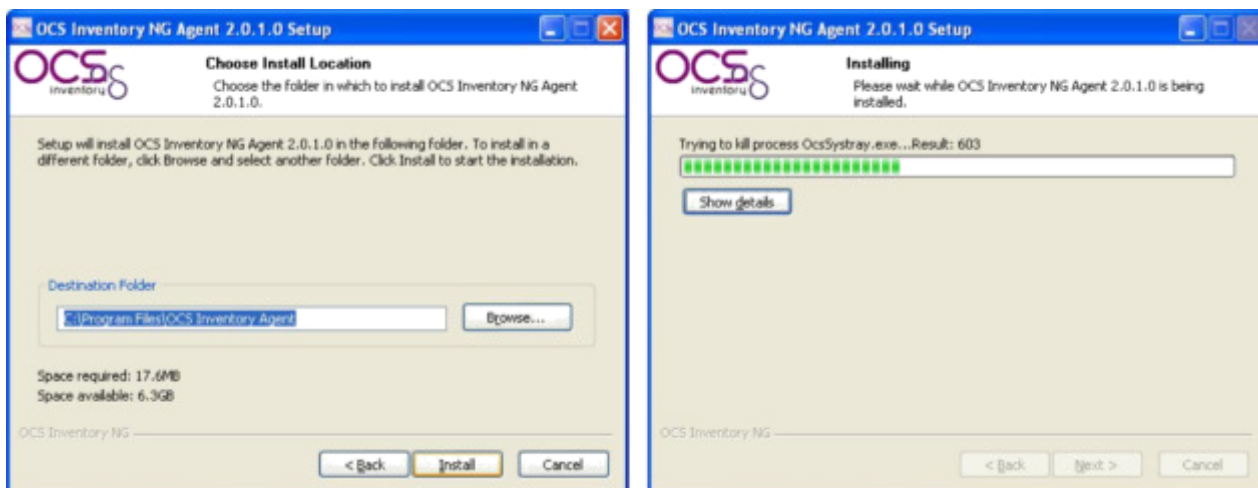 OCS Inventory NG Agent 2.0.1.0 Setup
OCS
inventory
NG
Choose Install Location
Choose the folder in which to install OCS Inventory NG Agent
2.0.1.0.
Setup will install OCS Inventory NG Agent 2.0.1.0 in the following folder. To install in a
different folder, click Browse and select another folder. Click Install to start the installation.
Destination Folder
C:\Program Files\OCS Inventory Agent
Browse...
Space required: 17.6MB
Space available: 6.3GB
OCS Inventory NG
< Back
Install
Cancel
OCS Inventory NG Agent 2.0.1.0 Setup
OCS
inventory
NG
Installing
Please wait while OCS Inventory NG Agent 2.0.1.0 is being
installed.
Trying to kill process OcsSystray.exe...Result: 603
Show details
OCS Inventory NG
< Back
Next >
Cancel